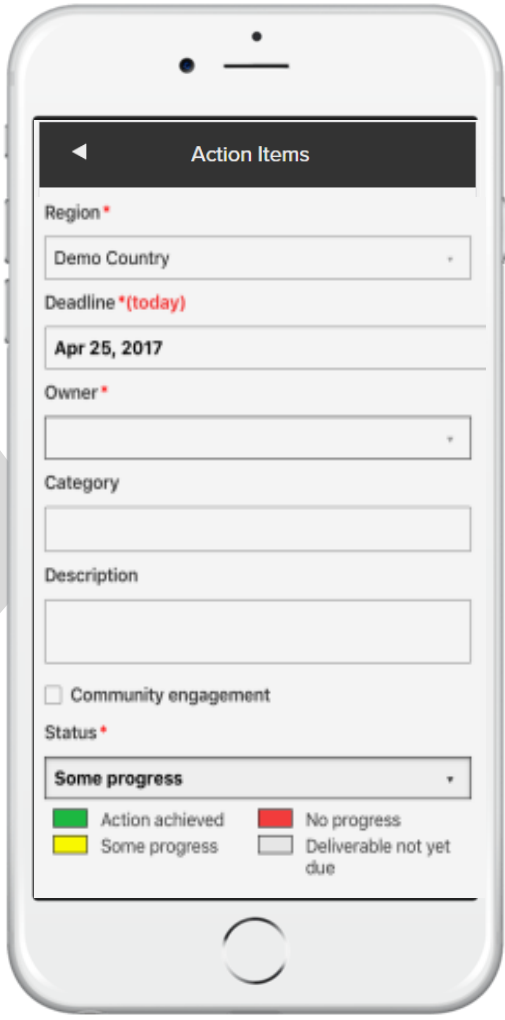 Action Items
Region*
Demo Country
Deadline *(today)
Apr 25, 2017
Owner*
Category
Description
Community engagement
Status*
Some progress
Action achieved
No progress
Some progress
Deliverable not yet
due